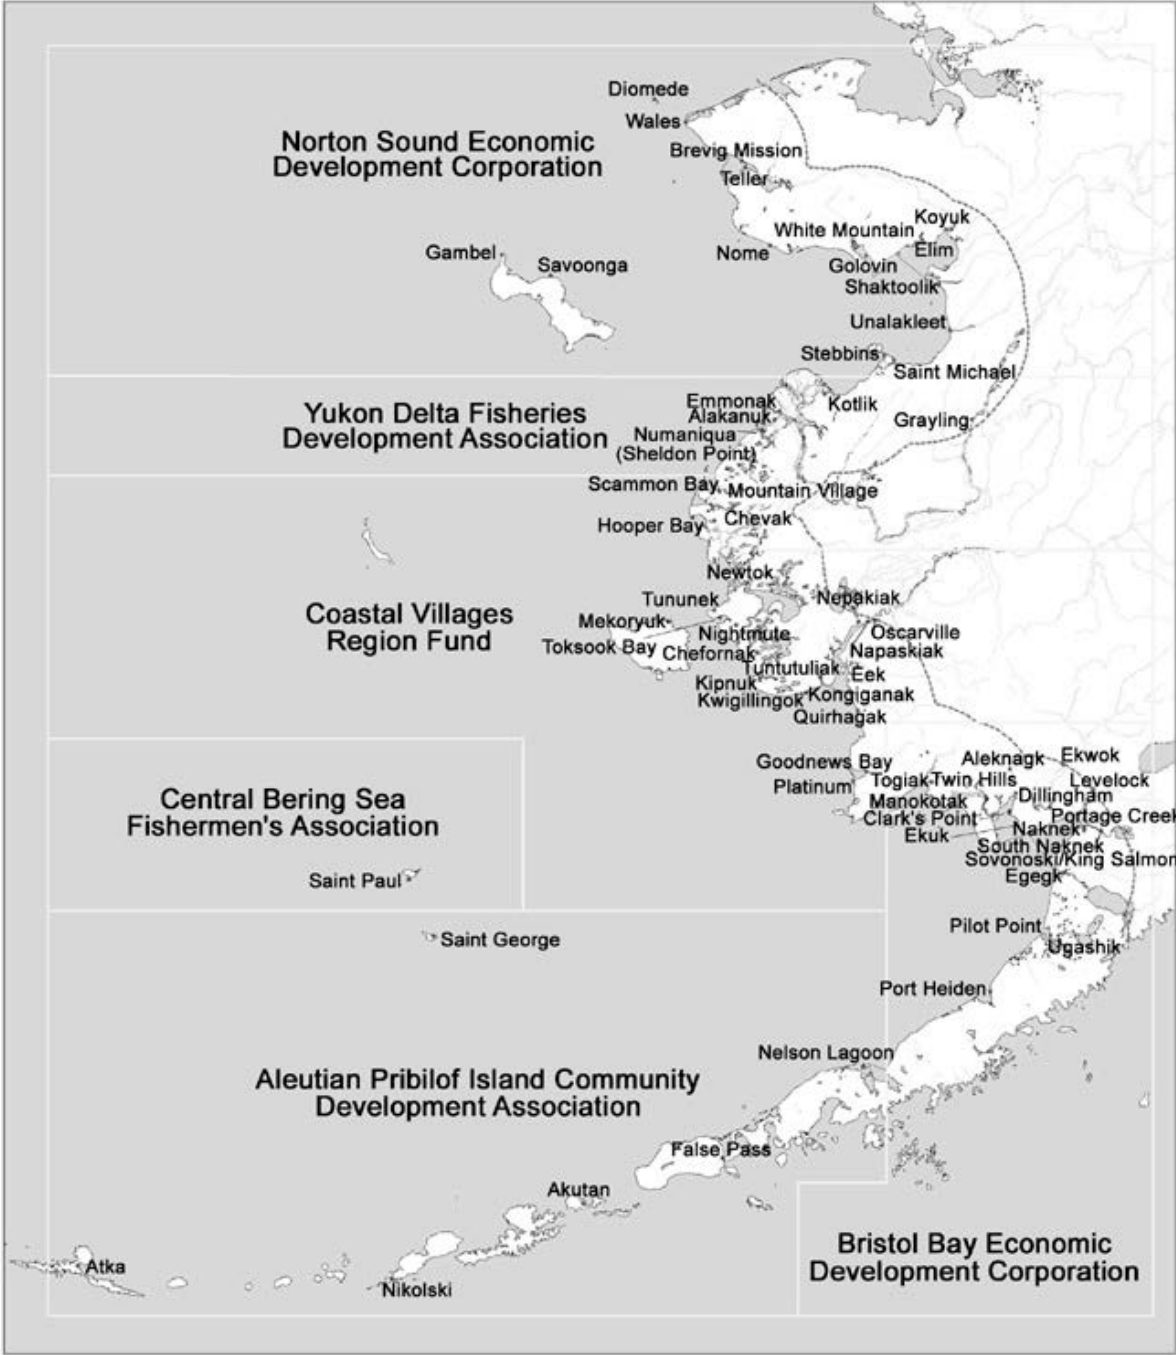 Diomede
Wales
Norton Sound Economic
Development Corporation
Brevig Mission
Teller
Koyuk
White Mountain
Nome
Elim
Gambel
Savoonga
Golovin
Shaktoolik
Unalakleet
Stebbins
Saint Michael
Yukon Delta Fisheries
Development Association
Emmonak
Kotlik
Alakanuk
Grayling
Numaniqua
(Sheldon Point)
Scammon Bay
Mountain Village
Hooper Bay
Chevak
Newtok
Coastal Villages
Region Fund
Tununek
Nepakiak
Mekoryuk
Nightmute
Oscarville
Toksook Bay
Chefornak
Napaskiak
Tuntutuliak
Eek
Kipnuk
Kwigillingok
Kongiganak
Quirhagak
Goodnews Bay
Aleknagk
Ekwok
Platinum
Togiak
Twin Hills
Levelock
Manokotak
Dillingham
Clark's Point
Portage Creek
Ekuk
Naknek
South Naknek
Sovonoski/King Salmon
Egegk
Central Bering Sea
Fishermen's Association
Saint Paul
Saint George
Pilot Point
Ugashik
Port Heiden
Nelson Lagoon
Aleutian Pribilof Island Community
Development Association
False Pass
Akutan
Atka
Nikolski
Bristol Bay Economic
Development Corporation